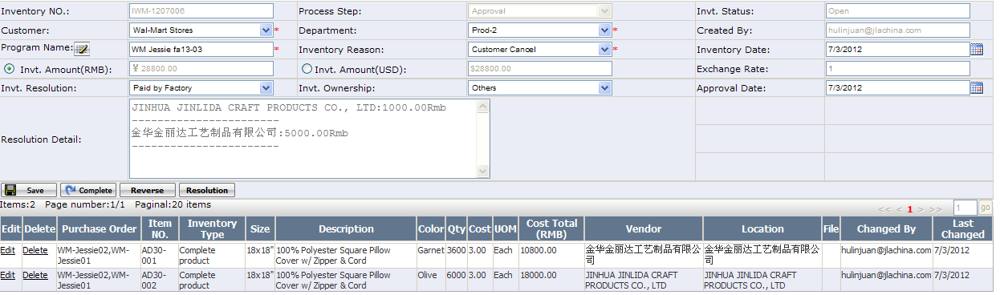 Inventory NO.: IWM-1207006 Process Step: Approval Invt. Status: Open
Customer: Wal-Mart Stores * Department: Prod-2 * Created By: hulinjuan@jlachina.com
Program Name: WM Jessie fa13-03 * Inventory Reason: Customer Cancel * Inventory Date: 7/3/2012
Invt. Amount(RMB): ¥ 28800.00 Invt. Amount(USD): $28800.00 Exchange Rate: 1
Invt. Resolution: Paid by Factory Invt. Ownership: Others Approval Date: 7/3/2012
Resolution Detail:
JINHUA JINLIDA CRAFT PRODUCTS CO., LTD:1000.00Rmb
-----------------------
金华金丽达工艺制品有限公司:5000.00Rmb
-----------------------
Save Complete Reverse Resolution
Items:2 Page number:1/1 Paginal:20 items << < 1 > >> 1 go
Edit Delete Purchase Order Item NO. Inventory Type Size Description Color Qty Cost UOM Cost Total (RMB) Vendor Location File Changed By Last Changed
Edit Delete WM-Jessie02,WM-Jessie01 AD30-001 Complete product 18x18" 100% Polyester Square Pillow Cover w/ Zipper & Cord Garnet 3600 3.00 Each 10800.00 金华金丽达工艺制品有限公司 金华金丽达工艺制品有限公司 hulinjuan@jlachina.com 7/3/2012
Edit Delete WM-Jessie02,WM-Jessie01 AD30-002 Complete product 18x18" 100% Polyester Square Pillow Cover w/ Zipper & Cord Olive 6000 3.00 Each 18000.00 JINHUA JINLIDA CRAFT PRODUCTS CO., LTD JINHUA JINLIDA CRAFT PRODUCTS CO., LTD hulinjuan@jlachina.com 7/3/2012